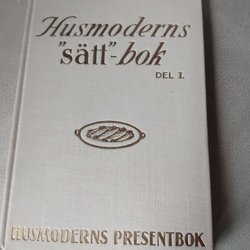 Husmoderns
"sätt"-bok
DEL I.
HUSMODERNS PRESENTBOK